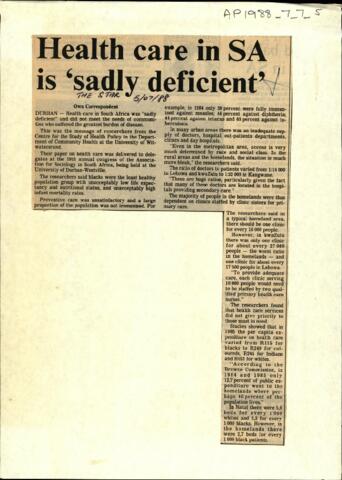 AP1988_7_7_5
Health care in SA
is 'sadly deficient'
THE STAR 5/07/88
Own Correspondent
DURBAN — Health care in South Africa was "sadly
deficient" and did not meet the needs of commun-
ities who suffered the greatest burden of disease.
This was the message of researchers from the
Centre for the Study of Health Policy in the Depart-
ment of Community Health at the University of Wit-
watersrand.
Their paper on health care was delivered to dele-
gates at the 19th annual congress of the Associa-
tion for Sociology in South Africa, being held at the
University of Durban-Westville.
The researchers said blacks were the least healthy
population group with unacceptably low life expec-
tancy and nutritional status, and unacceptably high
infant mortality rates.
Preventive care was unsatisfactory and a large
proportion of the population was not immunised. For
example, in 1984 only 38 percent were fully immu-
nised against measles; 46 percent against diphtheria,
44 percent against tetanus and 65 percent against tu-
berculosis.
In many urban areas there was an inadequate sup-
ply of doctors, hospital out-patients departments,
clinics and day hospitals.
"Even in the metropolitan area, access is very
much determined by race and social class. In the
rural areas and the homelands, the situation is much
more bleak," the researchers said.
The ratio of doctors to patients varied from 1:14 000
in Lebowa and kwaZulu to 1:22 000 in Kangwane.
"These are huge ratios, particularly given the fact
that many of these doctors are located in the hospi-
tals providing secondary care."
The majority of people in the homelands were thus
dependent on clinics staffed by clinic sisters for pri-
mary care.
The researchers said in
a typical homeland area,
there should be one clinic
for every 10 000 people.
However, in kwaZulu
there was only one clinic
for about every 27 000
people — the worst ratio
in the homelands — and
one clinic for about every
17 500 people in Lebowa.
"To provide adequate
care, each clinic serving
10 000 people would need
to be staffed by two qual-
ified primary health care
nurses."
The researchers found
that health care services
did not give priority to
those most in need.
Studies showed that in
1985 the per capita ex-
penditure on health care
varied from R115 for
blacks to R249 for col-
oureds, R245 for Indians
and for whites.
"According to the
Browne Commission, in
1984 and 1985 only
12,7 percent of public ex-
penditure went to the
homelands where per-
haps percent of the
population lives."
In Natal there were 5,8
beds for every 1 000
whites and 3,3 for every
1 000 blacks. However, in
the homelands there
were 2,7 beds for every
1 000 black patients.